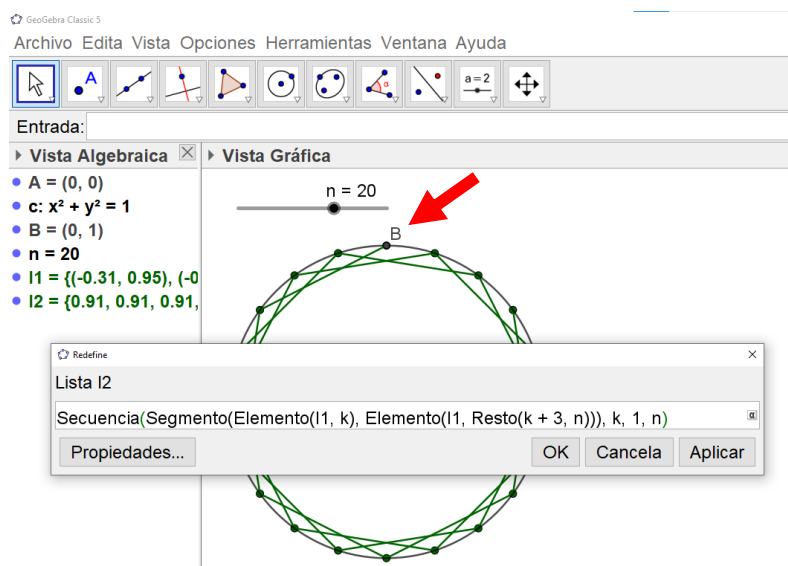 GeoGebra Classic 5
Archivo Edita Vista Opciones Herramientas Ventana Ayuda
A
α
a=2
Entrada:
Vista Algebraica
Vista Gráfica
A = (0, 0)
c: x² + y² = 1
B = (0, 1)
n = 20
l1 = {(-0.31, 0.95), (-0
l2 = {0.91, 0.91, 0.91,
n = 20
B
Redefine
Lista l2
Secuencia(Segmento(Elemento(l1, k), Elemento(l1, Resto(k + 3, n))), k, 1, n)
α
Propiedades... OK Cancela Aplicar